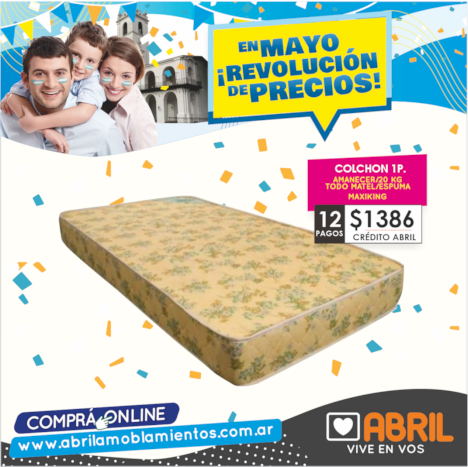 EN MAYO
¡REVOLUCIÓN
DE PRECIOS!
COLCHON 1P.
AMANECER/20 KG
TODO MATEL/ESPUMA
MAXIKING
12
PAGOS
$1386
CRÉDITO ABRIL
COMPRÁ ONLINE
www.abrilamoblamientos.com.ar
ABRIL
VIVE EN VOS